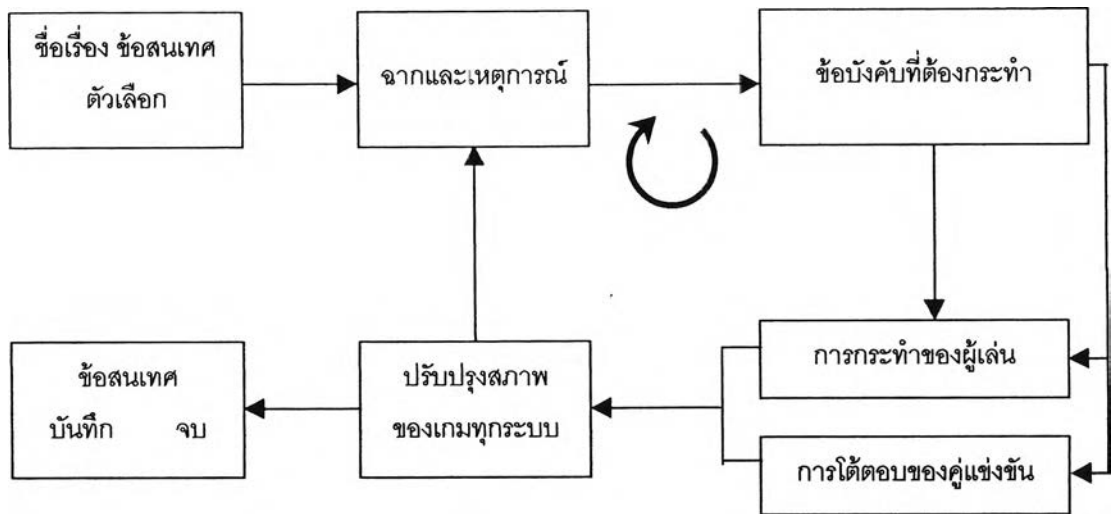 ชื่อเรื่อง ข้อสนเทศ
ตัวเลือก
ฉากและเหตุการณ์
ข้อบังคับที่ต้องกระทำ
การกระทำของผู้เล่น
การโต้ตอบของคู่แข่งขัน
ปรับปรุงสภาพ
ของเกมทุกระบบ
ข้อสนเทศ
บันทึก จบ